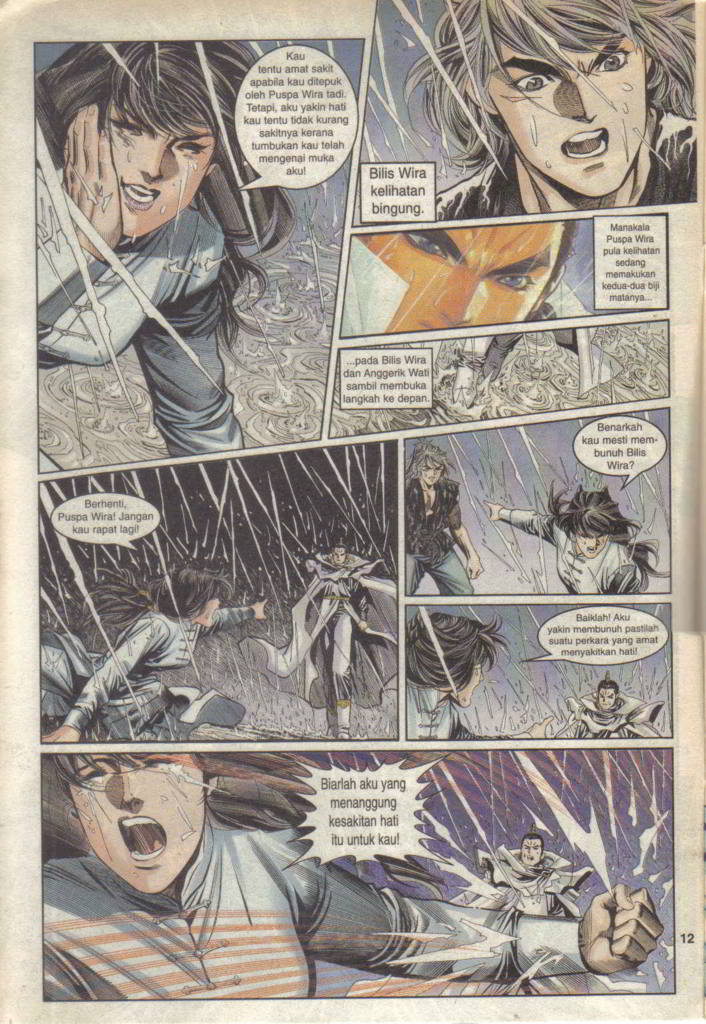 Kau
tentu amat sakit
apabila kau ditepuk
oleh Puspa Wira tadi.
Tetapi, aku yakin hati
kau tentu tidak kurang
sakitnya kerana
tumbukan kau telah
mengenai muka
aku!
Bilis Wira
kelihatan
bingung.
Manakala
Puspa Wira
pula kelihatan
sedang
memakukan
kedua-dua biji
matanya...
...pada Bilis Wira
dan Anggerik Wati
sambil membuka
langkah ke depan.
Berhenti,
Puspa Wira! Jangan
kau rapat lagi!
Benarkah
kau mesti mem-
bunuh Bilis
Wira?
Baiklah! Aku
yakin membunuh pastilah
suatu perkara yang amat
menyakitkan hati!
Biarlah aku yang
menanggung
kesakitan hati
itu untuk kau!
12